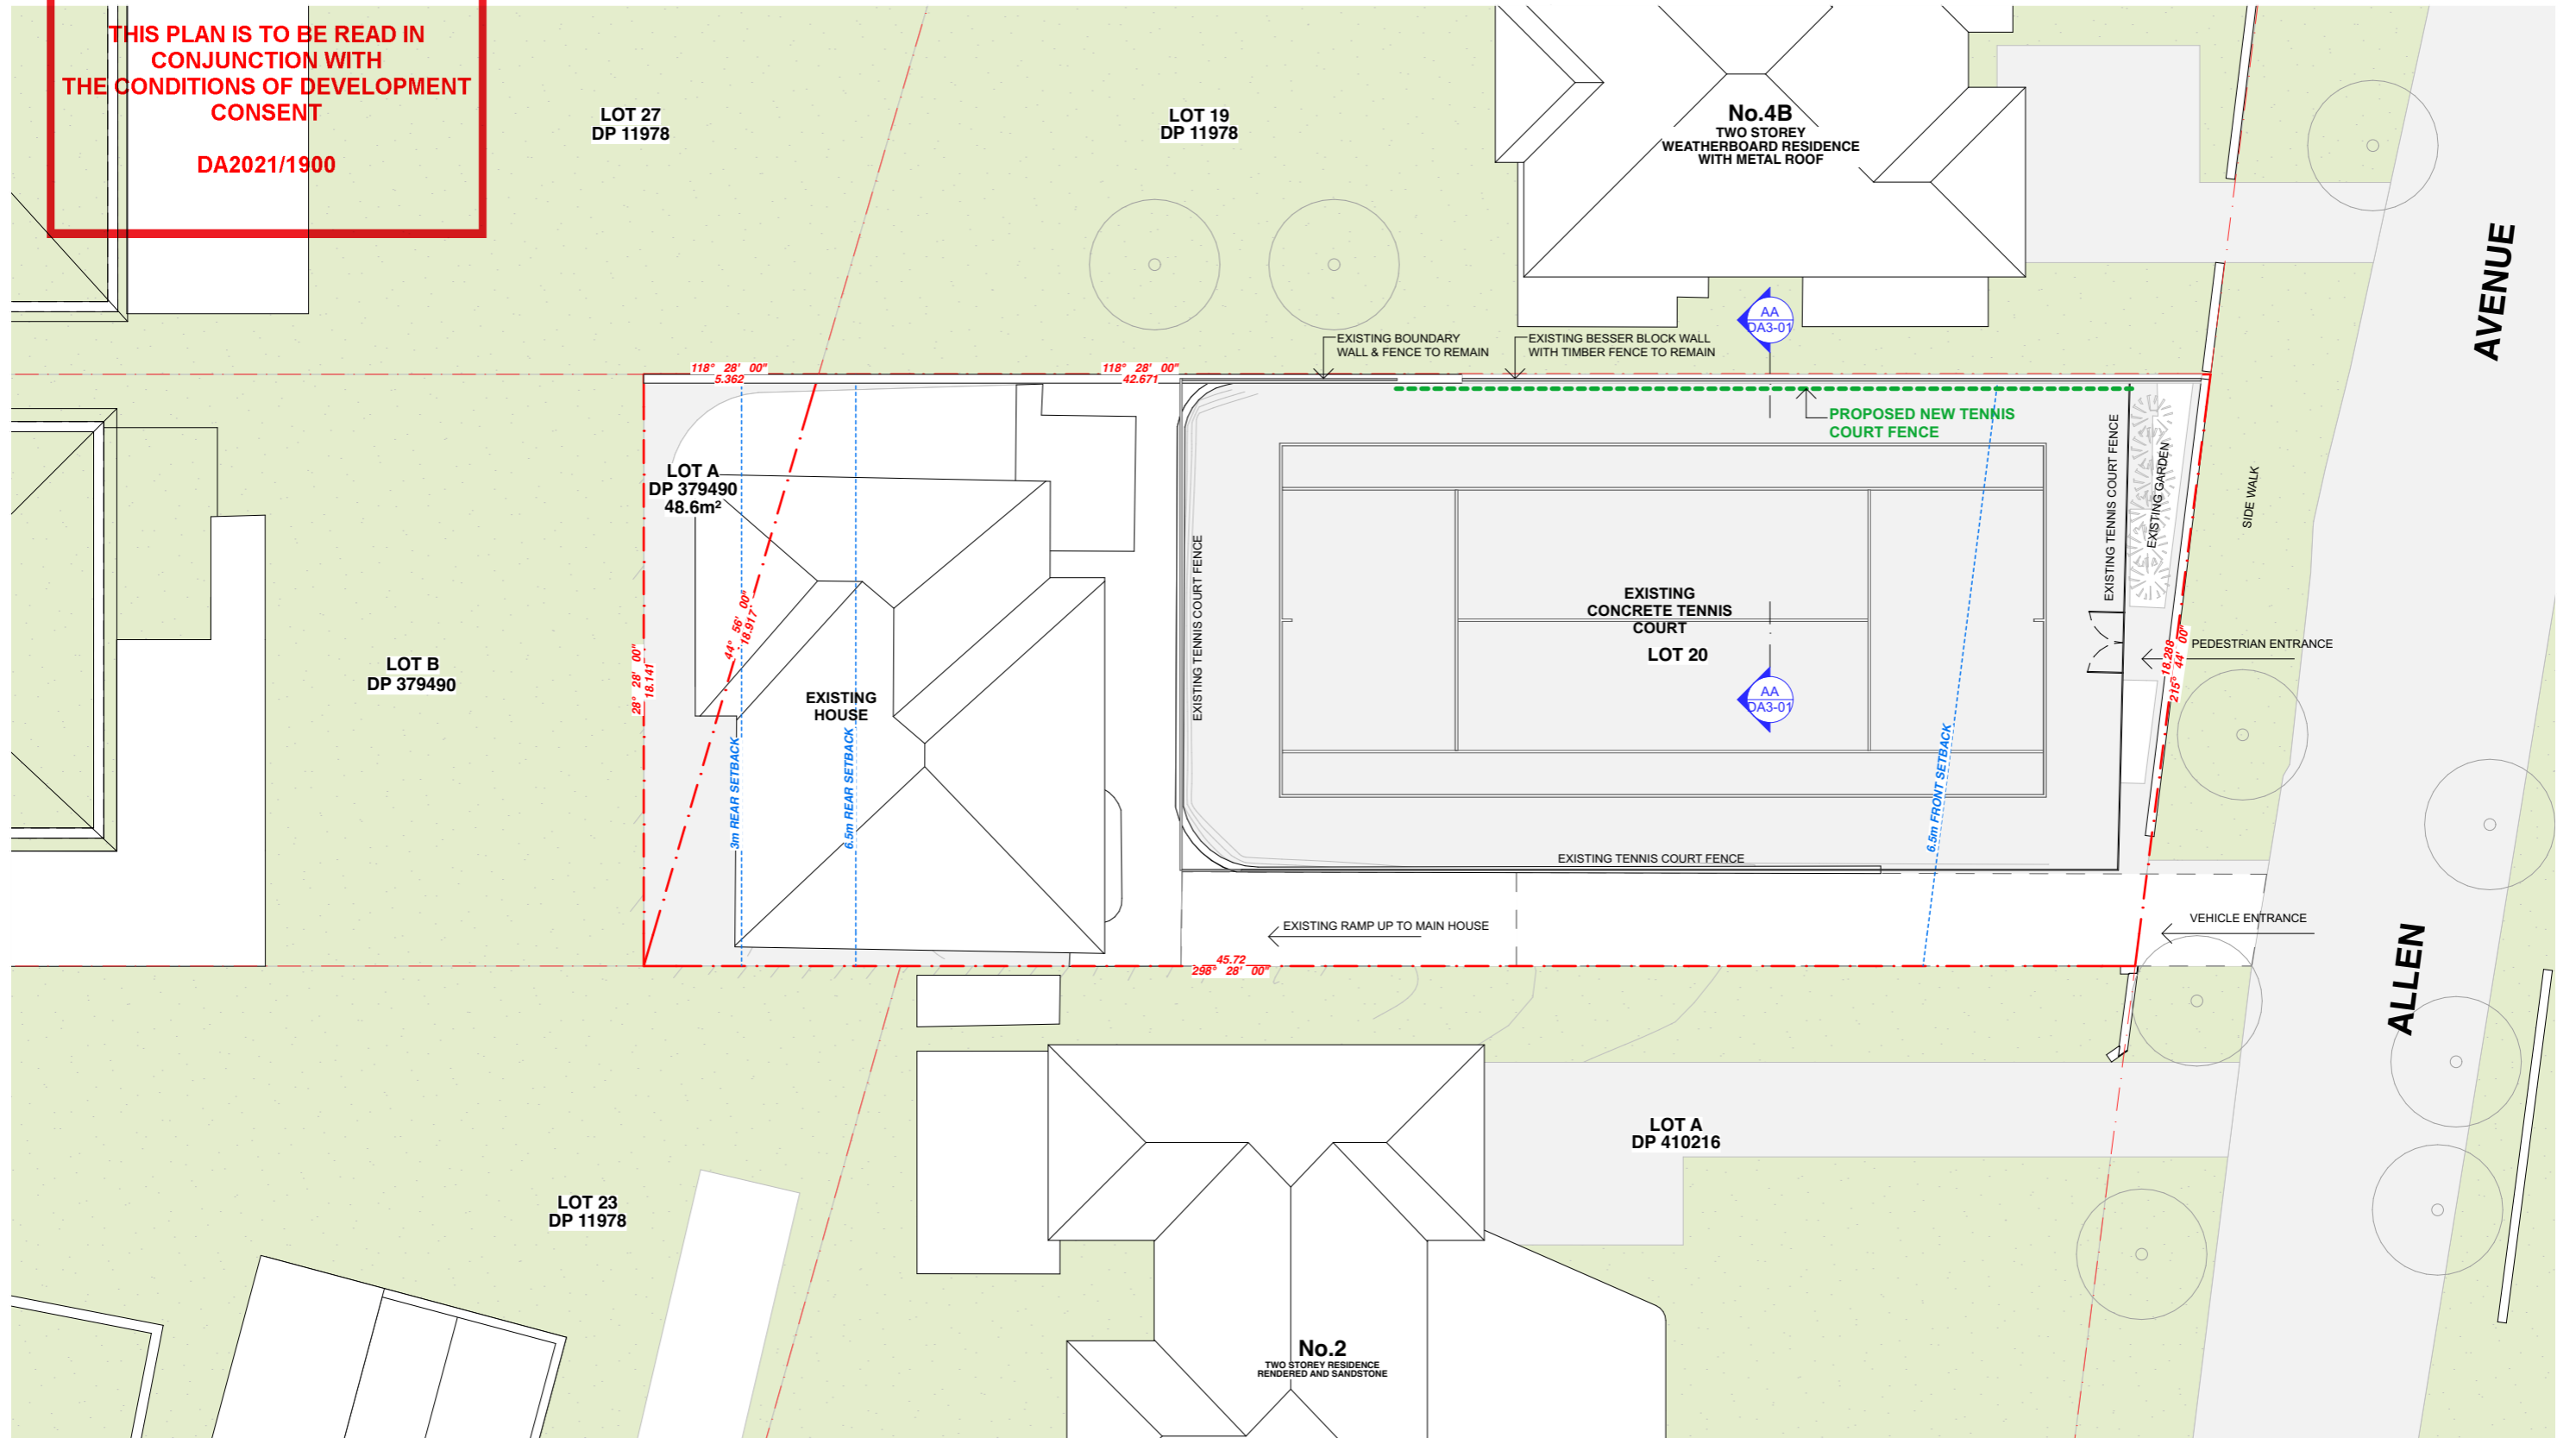 THIS PLAN IS TO BE READ IN
CONJUNCTION WITH
THE CONDITIONS OF DEVELOPMENT
CONSENT
DA2021/1900
LOT 27
DP 11978
LOT 19
DP 11978
No.4B
TWO STOREY
WEATHERBOARD RESIDENCE
WITH METAL ROOF
AVENUE
AA
DA3-01
EXISTING BOUNDARY
WALL & FENCE TO REMAIN
EXISTING BESSER BLOCK WALL
WITH TIMBER FENCE TO REMAIN
118° 28' 00"
5.362
118° 28' 00"
42.671
PROPOSED NEW TENNIS
COURT FENCE
LOT A
DP 379490
48.6m²
EXISTING TENNIS COURT FENCE
EXISTING GARDEN
SIDE WALK
EXISTING TENNIS COURT FENCE
EXISTING
CONCRETE TENNIS
COURT
LOT 20
44° 56' 00"
18.917
28° 28' 00"
18.141
LOT B
DP 379490
EXISTING
HOUSE
AA
DA3-01
18.288
215° 44' 00"
PEDESTRIAN ENTRANCE
3m REAR SETBACK
6.5m REAR SETBACK
6.5m FRONT SETBACK
EXISTING TENNIS COURT FENCE
EXISTING RAMP UP TO MAIN HOUSE
VEHICLE ENTRANCE
45.72
298° 28' 00"
ALLEN
LOT A
DP 410216
LOT 23
DP 11978
No.2
TWO STOREY RESIDENCE
RENDERED AND SANDSTONE